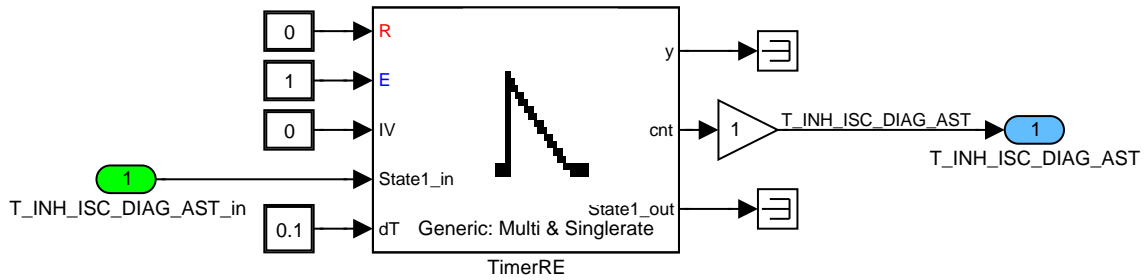 0
R
1
E
0
IV
1
State1_in
T_INH_ISC_DIAG_AST_in
0.1
dT
y
cnt
State1_out
Generic: Multi & Singlerate
TimerRE
1
T_INH_ISC_DIAG_AST
1
T_INH_ISC_DIAG_AST